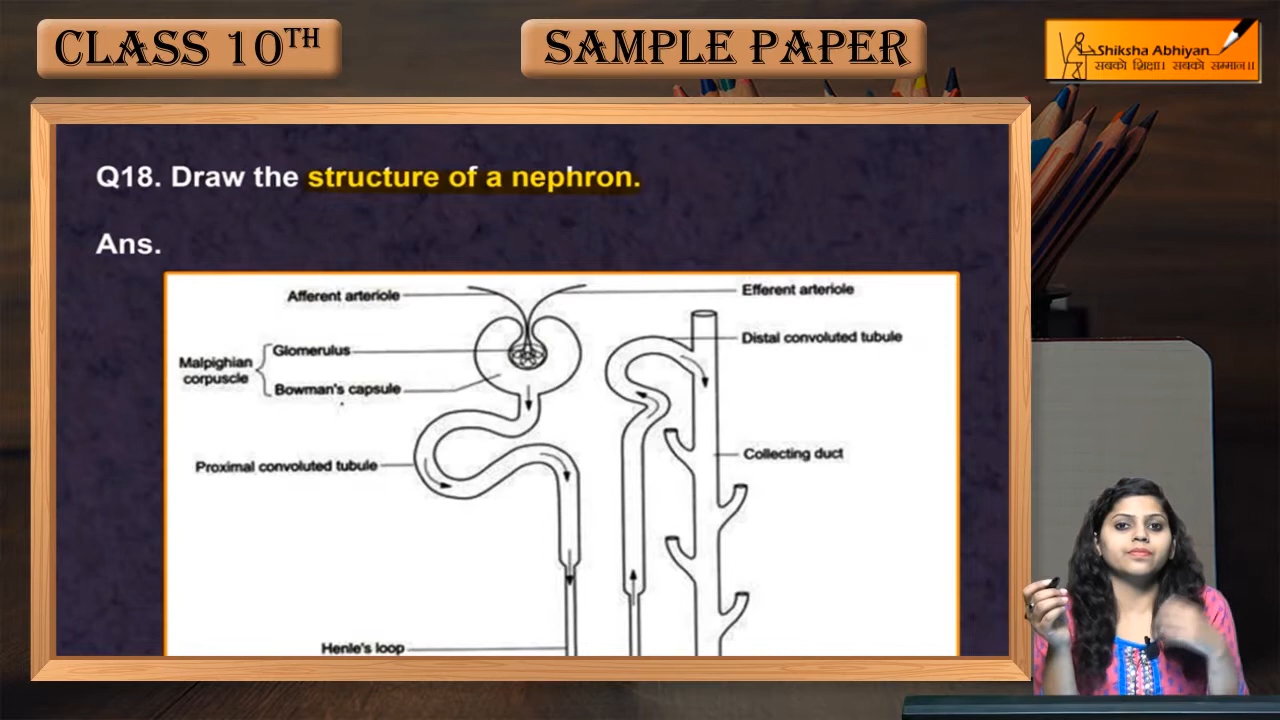 CLASS 10TH
SAMPLE PAPER
Shiksha Abhiyan
सबको शिक्षा। सबको सम्मान॥
Q18. Draw the structure of a nephron.
Ans.
Afferent arteriole
Efferent arteriole
Distal convoluted tubule
Glomerulus
Malpighian
corpuscle
Bowman's capsule
Collecting duct
Proximal convoluted tubule
Henle's loop